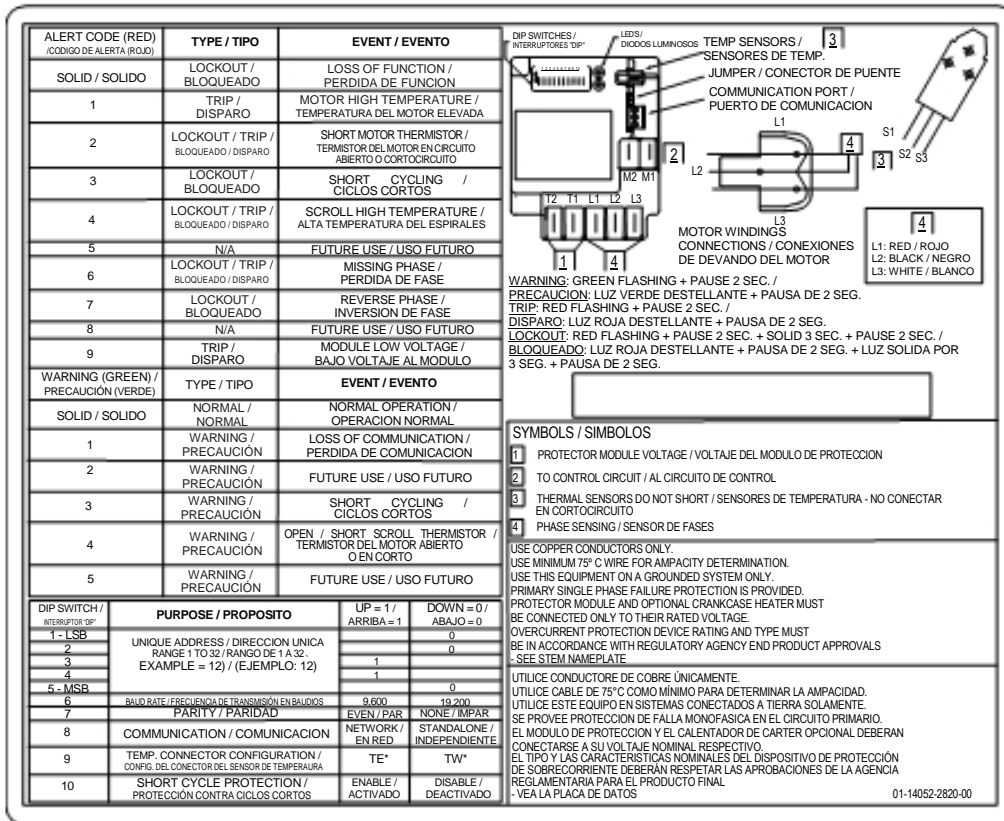 ALERT CODE (RED)
/CODIGO DE ALERTA (ROJO)
TYPE / TIPO
EVENT / EVENTO
SOLID / SOLIDO
LOCKOUT /
BLOQUEADO
LOSS OF FUNCTION /
PERDIDA DE FUNCION
1
TRIP /
DISPARO
MOTOR HIGH TEMPERATURE /
TEMPERATURA DEL MOTOR ELEVADA
2
LOCKOUT / TRIP /
BLOQUEADO / DISPARO
SHORT MOTOR THERMISTOR /
TERMISTOR DEL MOTOR EN CIRCUITO
ABIERTO O CORTOCIRCUITO
3
LOCKOUT /
BLOQUEADO
SHORT CYCLING /
CICLOS CORTOS
4
LOCKOUT / TRIP /
BLOQUEADO / DISPARO
SCROLL HIGH TEMPERATURE /
ALTA TEMPERATURA DEL ESPIRALES
5
N/A
FUTURE USE / USO FUTURO
6
LOCKOUT / TRIP /
BLOQUEADO / DISPARO
MISSING PHASE /
PERDIDA DE FASE
7
LOCKOUT /
BLOQUEADO
REVERSE PHASE /
INVERSION DE FASE
8
N/A
FUTURE USE / USO FUTURO
9
TRIP /
DISPARO
MODULE LOW VOLTAGE /
BAJO VOLTAJE AL MODULO
WARNING (GREEN) /
PRECAUCIÓN (VERDE)
TYPE / TIPO
EVENT / EVENTO
SOLID / SOLIDO
NORMAL /
NORMAL
NORMAL OPERATION /
OPERACION NORMAL
1
WARNING /
PRECAUCIÓN
LOSS OF COMMUNICATION /
PERDIDA DE COMUNICACION
2
WARNING /
PRECAUCIÓN
FUTURE USE / USO FUTURO
3
WARNING /
PRECAUCIÓN
SHORT CYCLING /
CICLOS CORTOS
4
WARNING /
PRECAUCIÓN
OPEN / SHORT SCROLL THERMISTOR /
TERMISTOR DEL MOTOR ABIERTO
O EN CORTO
5
WARNING /
PRECAUCIÓN
FUTURE USE / USO FUTURO
DIP SWITCH /
INTERRUPTOR "DIP"
PURPOSE / PROPOSITO
UP = 1 /
ARRIBA = 1
DOWN = 0 /
ABAJO = 0
1 - LSB
0
2
0
3
1
4
1
5 - MSB
0
UNIQUE ADDRESS / DIRECCION UNICA
RANGE 1 TO 32 / RANGO DE 1 A 32 .
EXAMPLE = 12) / (EJEMPLO: 12)
6
BAUD RATE / FRECUENCIA DE TRANSMISIÓN EN BAUDIOS
9,600
19,200
7
PARITY / PARIDAD
EVEN / PAR
NONE / IMPAR
8
COMMUNICATION / COMUNICACION
NETWORK /
EN RED
STANDALONE /
INDEPENDIENTE
9
TEMP. CONNECTOR CONFIGURATION /
CONFIG. DEL CONECTOR DEL SENSOR DE TEMPERAURA
TE*
TW*
10
SHORT CYCLE PROTECTION /
PROTECCIÓN CONTRA CICLOS CORTOS
ENABLE /
ACTIVADO
DISABLE /
DEACTIVADO
DIP SWITCHES /
INTERRUPTORES "DIP"
LED'S /
DIODOS LUMINOSOS
TEMP SENSORS /
SENSORES DE TEMP.
3
JUMPER / CONECTOR DE PUENTE
COMMUNICATION PORT /
PUERTO DE COMUNICACION
M2 M1
2
T2 T1 L1 L2 L3
1
4
L1
L2
L3
4
S1
S2 S3
3
MOTOR WINDINGS
CONNECTIONS / CONEXIONES
DE DEVANDO DEL MOTOR
4
L1: RED / ROJO
L2: BLACK / NEGRO
L3: WHITE / BLANCO
WARNING: GREEN FLASHING + PAUSE 2 SEC. /
PRECAUCION: LUZ VERDE DESTELLANTE + PAUSA DE 2 SEG.
TRIP: RED FLASHING + PAUSE 2 SEC. /
DISPARO: LUZ ROJA DESTELLANTE + PAUSA DE 2 SEG.
LOCKOUT: RED FLASHING + PAUSE 2 SEC. + SOLID 3 SEC. + PAUSE 2 SEC. /
BLOQUEADO: LUZ ROJA DESTELLANTE + PAUSA DE 2 SEG. + LUZ SOLIDA POR
3 SEG. + PAUSA DE 2 SEG.
SYMBOLS / SIMBOLOS
1 PROTECTOR MODULE VOLTAGE / VOLTAJE DEL MODULO DE PROTECCION
2 TO CONTROL CIRCUIT / AL CIRCUITO DE CONTROL
3 THERMAL SENSORS DO NOT SHORT / SENSORES DE TEMPERATURA - NO CONECTAR
EN CORTOCIRCUITO
4 PHASE SENSING / SENSOR DE FASES
USE COPPER CONDUCTORS ONLY.
USE MINIMUM 75º C WIRE FOR AMPACITY DETERMINATION.
USE THIS EQUIPMENT ON A GROUNDED SYSTEM ONLY.
PRIMARY SINGLE PHASE FAILURE PROTECTION IS PROVIDED.
PROTECTOR MODULE AND OPTIONAL CRANKCASE HEATER MUST
BE CONNECTED ONLY TO THEIR RATED VOLTAGE.
OVERCURRENT PROTECTION DEVICE RATING AND TYPE MUST
BE IN ACCORDANCE WITH REGULATORY AGENCY END PRODUCT APPROVALS
- SEE STEM NAMEPLATE
UTILICE CONDUCTORE DE COBRE ÚNICAMENTE.
UTILICE CABLE DE 75°C COMO MÍNIMO PARA DETERMINAR LA AMPACIDAD.
UTILICE ESTE EQUIPO EN SISTEMAS CONECTADOS A TIERRA SOLAMENTE.
SE PROVEE PROTECCION DE FALLA MONOFASICA EN EL CIRCUITO PRIMARIO.
EL MODULO DE PROTECCION Y EL CALENTADOR DE CARTER OPCIONAL DEBERAN
CONECTARSE A SU VOLTAJE NOMINAL RESPECTIVO.
EL TIPO Y LAS CARACTERISTICAS NOMINALES DEL DISPOSITIVO DE PROTECCIÓN
DE SOBRECORRIENTE DEBERÁN RESPETAR LAS APROBACIONES DE LA AGENCIA
REGLAMENTARIA PARA EL PRODUCTO FINAL
- VEA LA PLACA DE DATOS
01-14052-2820-00